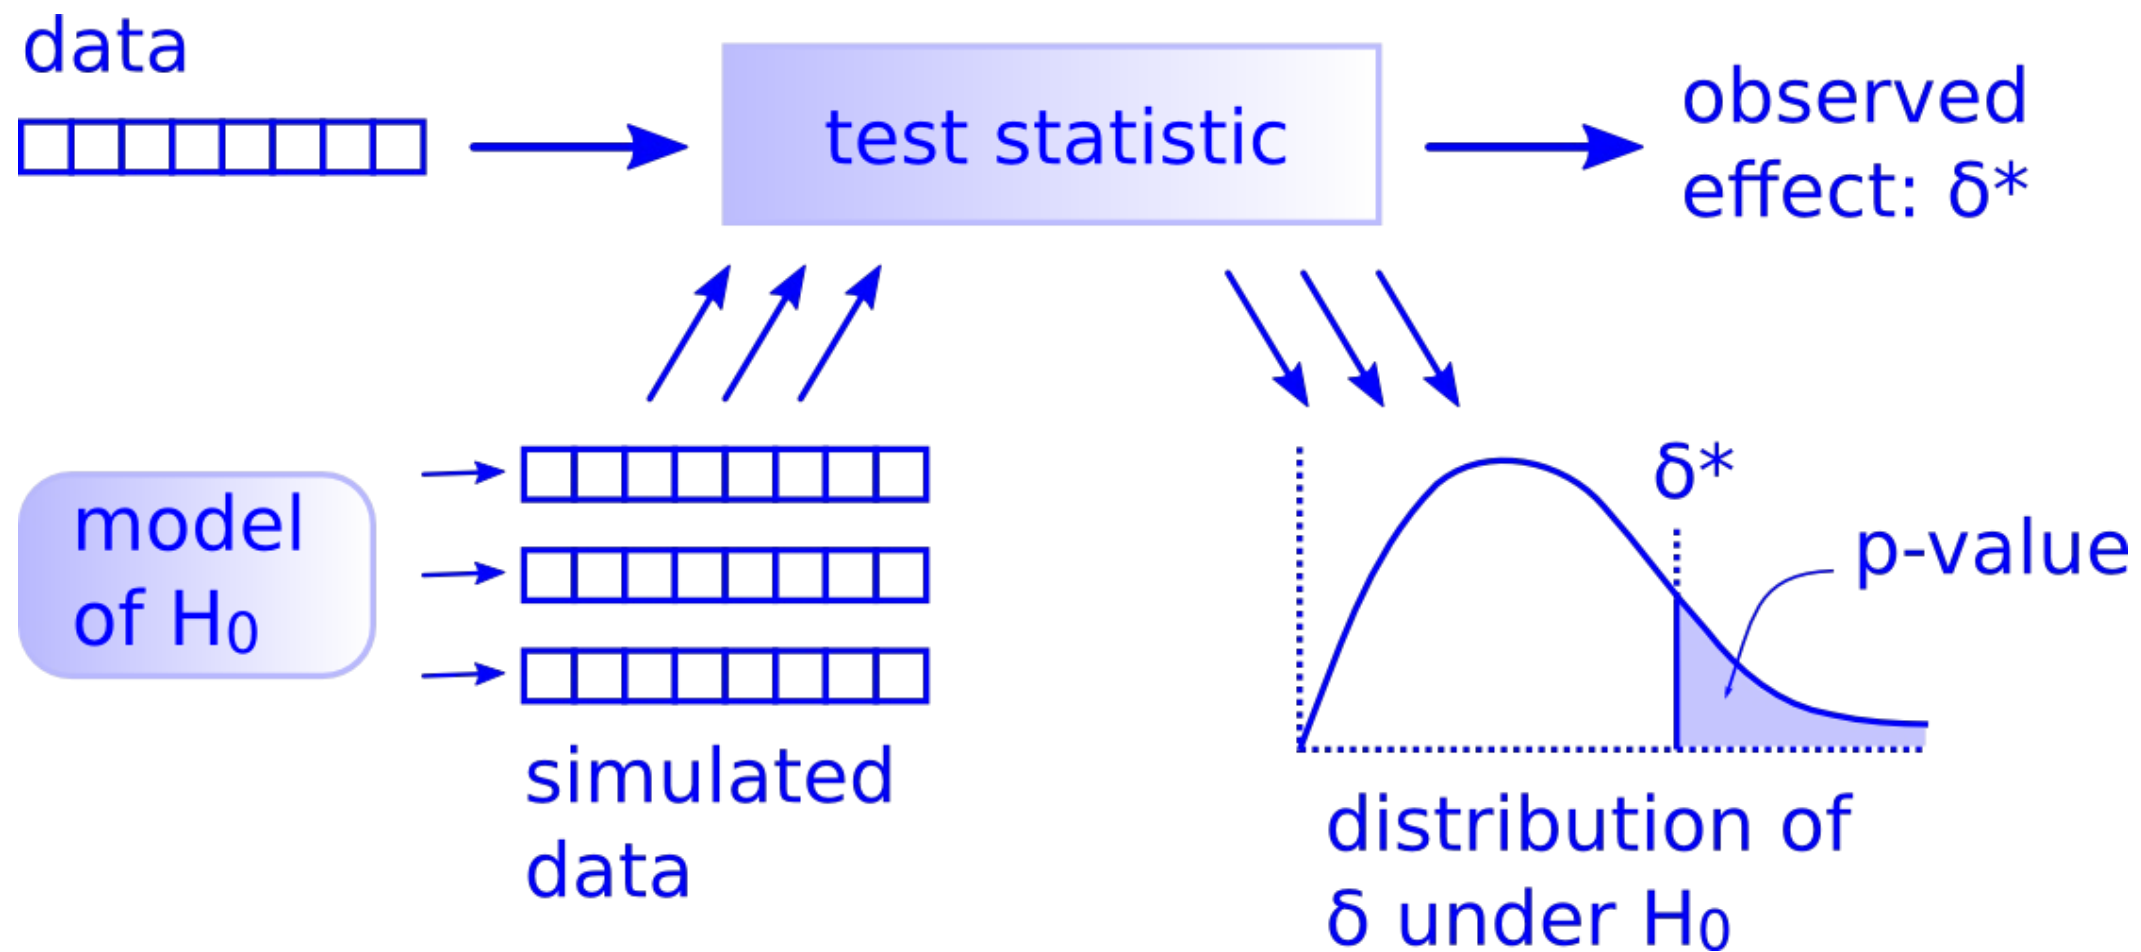 data
test statistic
observed
effect: δ*
model
of H₀
simulated
data
δ*
p-value
distribution of
δ under H₀